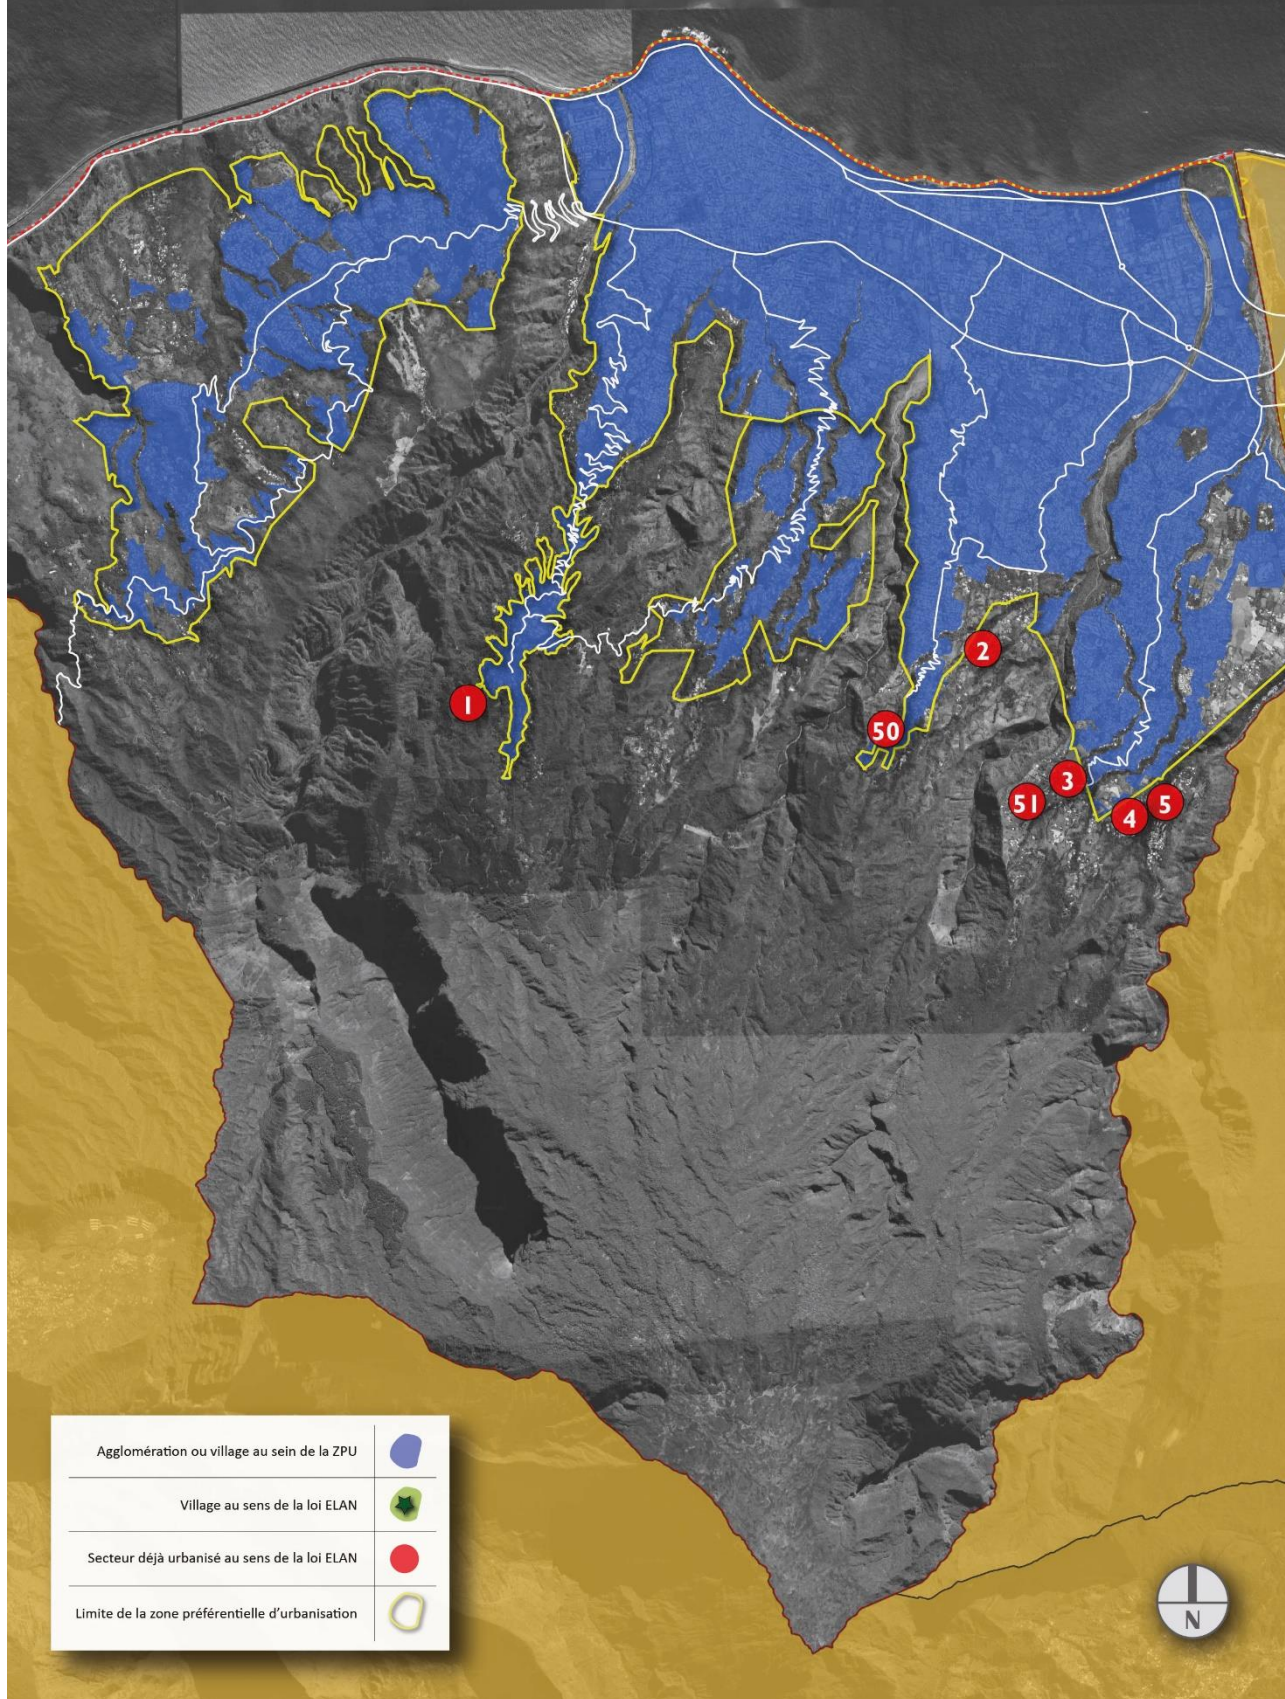 2
1
50
3
51
5
4
Agglomération ou village au sein de la ZPU
Village au sens de la loi ELAN
Secteur déjà urbanisé au sens de la loi ELAN
Limite de la zone préférentielle d'urbanisation
N